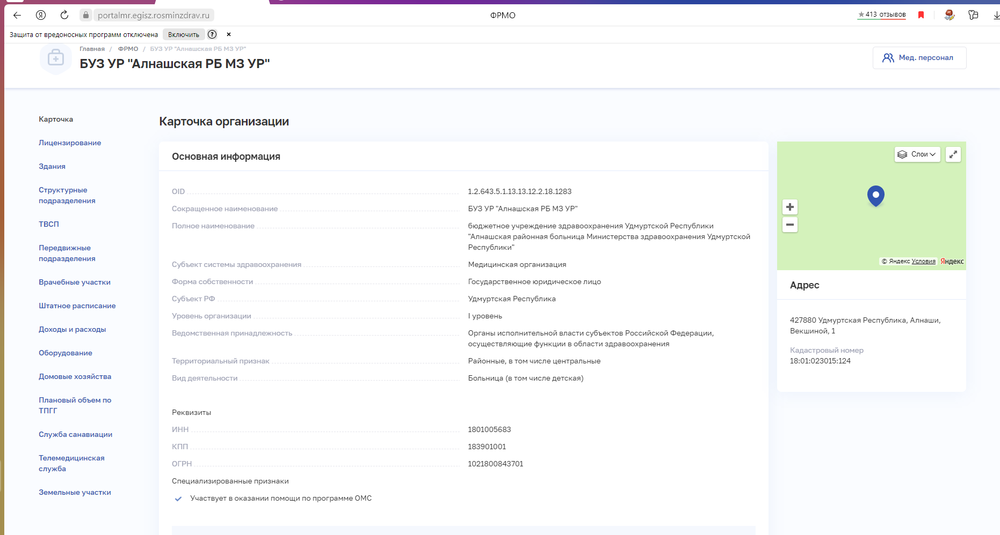 portalmr.egisz.rosminzdrav.ru
ФРМО
413 отзывов
Защита от вредоносных программ отключена
Включить
?
Главная / ФРМО / БУЗ УР "Алнашская РБ МЗ УР"
БУЗ УР "Алнашская РБ МЗ УР"
Мед. персонал
Карточка
Лицензирование
Здания
Структурные
подразделения
ТВСП
Передвижные
подразделения
Врачебные участки
Штатное расписание
Доходы и расходы
Оборудование
Домовые хозяйства
Плановый объем по
ТПГГ
Служба санавиации
Телемедицинская
служба
Земельные участки
Карточка организации
Основная информация
OID 1.2.643.5.1.13.13.12.2.18.1283
Сокращенное наименование БУЗ УР "Алнашская РБ МЗ УР"
Полное наименование бюджетное учреждение здравоохранения Удмуртской Республики
"Алнашская районная больница Министерства здравоохранения Удмуртской
Республики"
Субъект системы здравоохранения Медицинская организация
Форма собственности Государственное юридическое лицо
Субъект РФ Удмуртская Республика
Уровень организации I уровень
Ведомственная принадлежность Органы исполнительной власти субъектов Российской Федерации,
осуществляющие функции в области здравоохранения
Территориальный признак Районные, в том числе центральные
Вид деятельности Больница (в том числе детская)
Реквизиты
ИНН 1801005683
КПП 183901001
ОГРН 1021800843701
Специализированные признаки
Участвует в оказании помощи по программе ОМС
Слои
© Яндекс Условия Яндекс
Адрес
427880 Удмуртская Республика, Алнаши,
Векшиной, 1
Кадастровый номер
18:01:023015:124